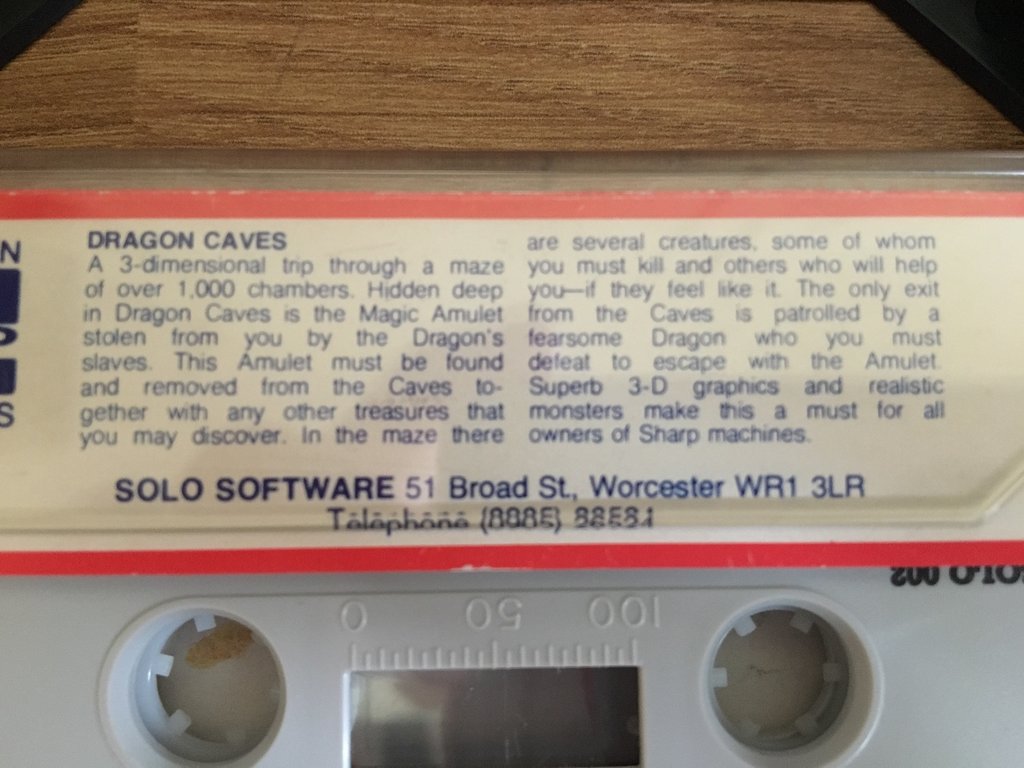 DRAGON CAVES
A 3-dimensional trip through a maze
of over 1,000 chambers. Hidden deep
in Dragon Caves is the Magic Amulet
stolen from you by the Dragon's
slaves. This Amulet must be found
and removed from the Caves to-
gether with any other treasures that
you may discover. In the maze there
are several creatures, some of whom
you must kill and others who will help
you—if they feel like it. The only exit
from the Caves is patrolled by a
fearsome Dragon who you must
defeat to escape with the Amulet.
Superb 3-D graphics and realistic
monsters make this a must for all
owners of Sharp machines.
SOLO SOFTWARE 51 Broad St., Worcester WR1 3LR
Telephone
N
S
SOLO 002
0 50 100